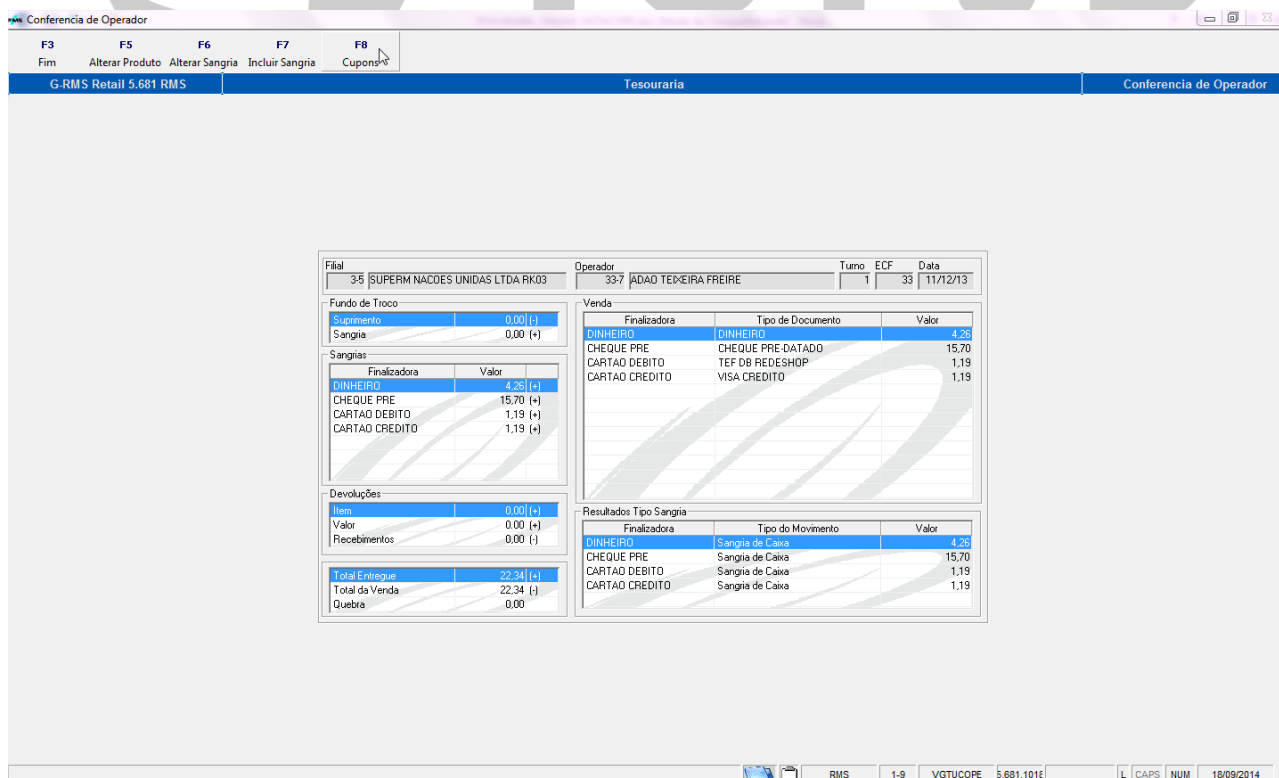 RMS Conferencia de Operador
F3 F5 F6 F7 F8
Fim Alterar Produto Alterar Sangria Incluir Sangria Cupons
G-RMS Retail 5.681 RMS Tesouraria Conferencia de Operador
Filial Operador Turno ECF Data
3-5 SUPERM NACOES UNIDAS LTDA RK03 33-7 ADAO TEIXEIRA FREIRE 1 33 11/12/13
Fundo de Troco
Suprimento 0,00 (-)
Sangria 0,00 (+)
Sangrias
Finalizadora Valor
DINHEIRO 4,26 (+)
CHEQUE PRE 15,70 (+)
CARTAO DEBITO 1,19 (+)
CARTAO CREDITO 1,19 (+)
Devoluções
Item 0,00 (+)
Valor 0,00 (+)
Recebimentos 0,00 (-)
Total Entregue 22,34 (+)
Total da Venda 22,34 (-)
Quebra 0,00
Venda
Finalizadora Tipo de Documento Valor
DINHEIRO DINHEIRO 4,26
CHEQUE PRE CHEQUE PRE-DATADO 15,70
CARTAO DEBITO TEF DB REDESHOP 1,19
CARTAO CREDITO VISA CREDITO 1,19
Resultados Tipo Sangria
Finalizadora Tipo do Movimento Valor
DINHEIRO Sangria de Caixa 4,26
CHEQUE PRE Sangria de Caixa 15,70
CARTAO DEBITO Sangria de Caixa 1,19
CARTAO CREDITO Sangria de Caixa 1,19
RMS 1-9 VGTUCOPE 5.681.1018 L CAPS NUM 18/09/2014